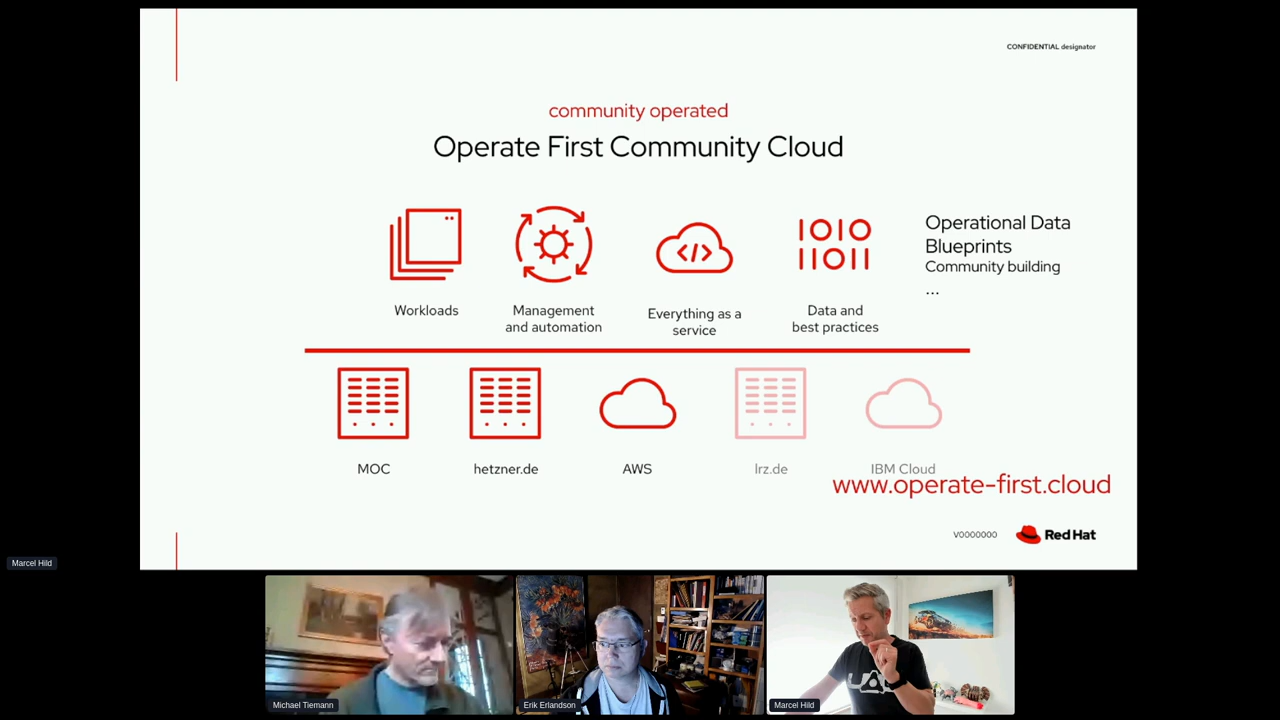 CONFIDENTIAL designator
community operated
Operate First Community Cloud
Workloads
Management
and automation
Everything as a
service
Data and
best practices
Operational Data
Blueprints
Community building
...
MOC
hetzner.de
AWS
lrz.de
IBM Cloud
www.operate-first.cloud
V0000000
Red Hat
Marcel Hild
Michael Tiemann
Erik Erlandson
Marcel Hild